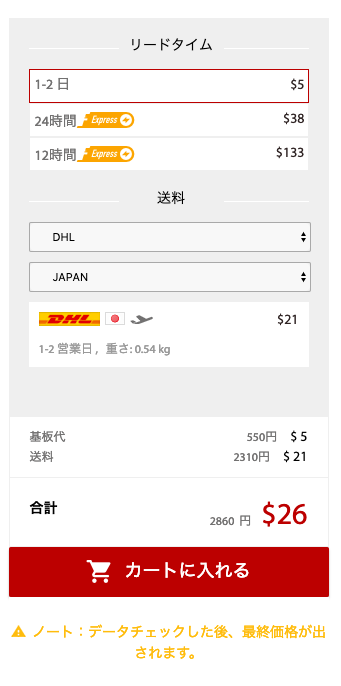 リードタイム
1-2 日 $5
24時間 Express $38
12時間 Express $133
送料
DHL
JAPAN
DHL $21
1-2 営業日 , 重さ: 0.54 kg
基板代 550円 $ 5
送料 2310円 $ 21
合計 2860 円 $26
カートに入れる
ノート：データチェックした後、最終価格が出
されます。